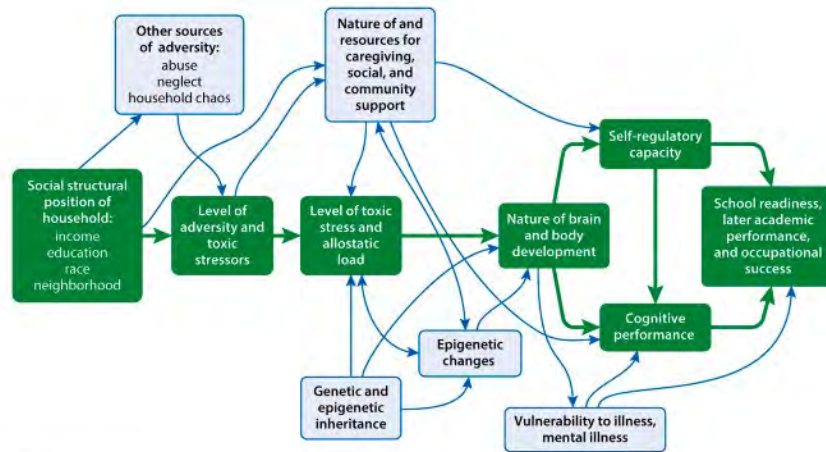 Other sources
of adversity:
abuse
neglect
household chaos
Nature of and
resources for
caregiving,
social, and
community
support
Self-regulatory
capacity
Social structural
position of
household:
income
education
race
neighborhood
Level of
adversity and
toxic
stressors
Level of toxic
stress and
allostatic
load
Nature of brain
and body
development
School readiness,
later academic
performance,
and occupational
success
Cognitive
performance
Epigenetic
changes
Genetic and
epigenetic
inheritance
Vulnerability to illness,
mental illness